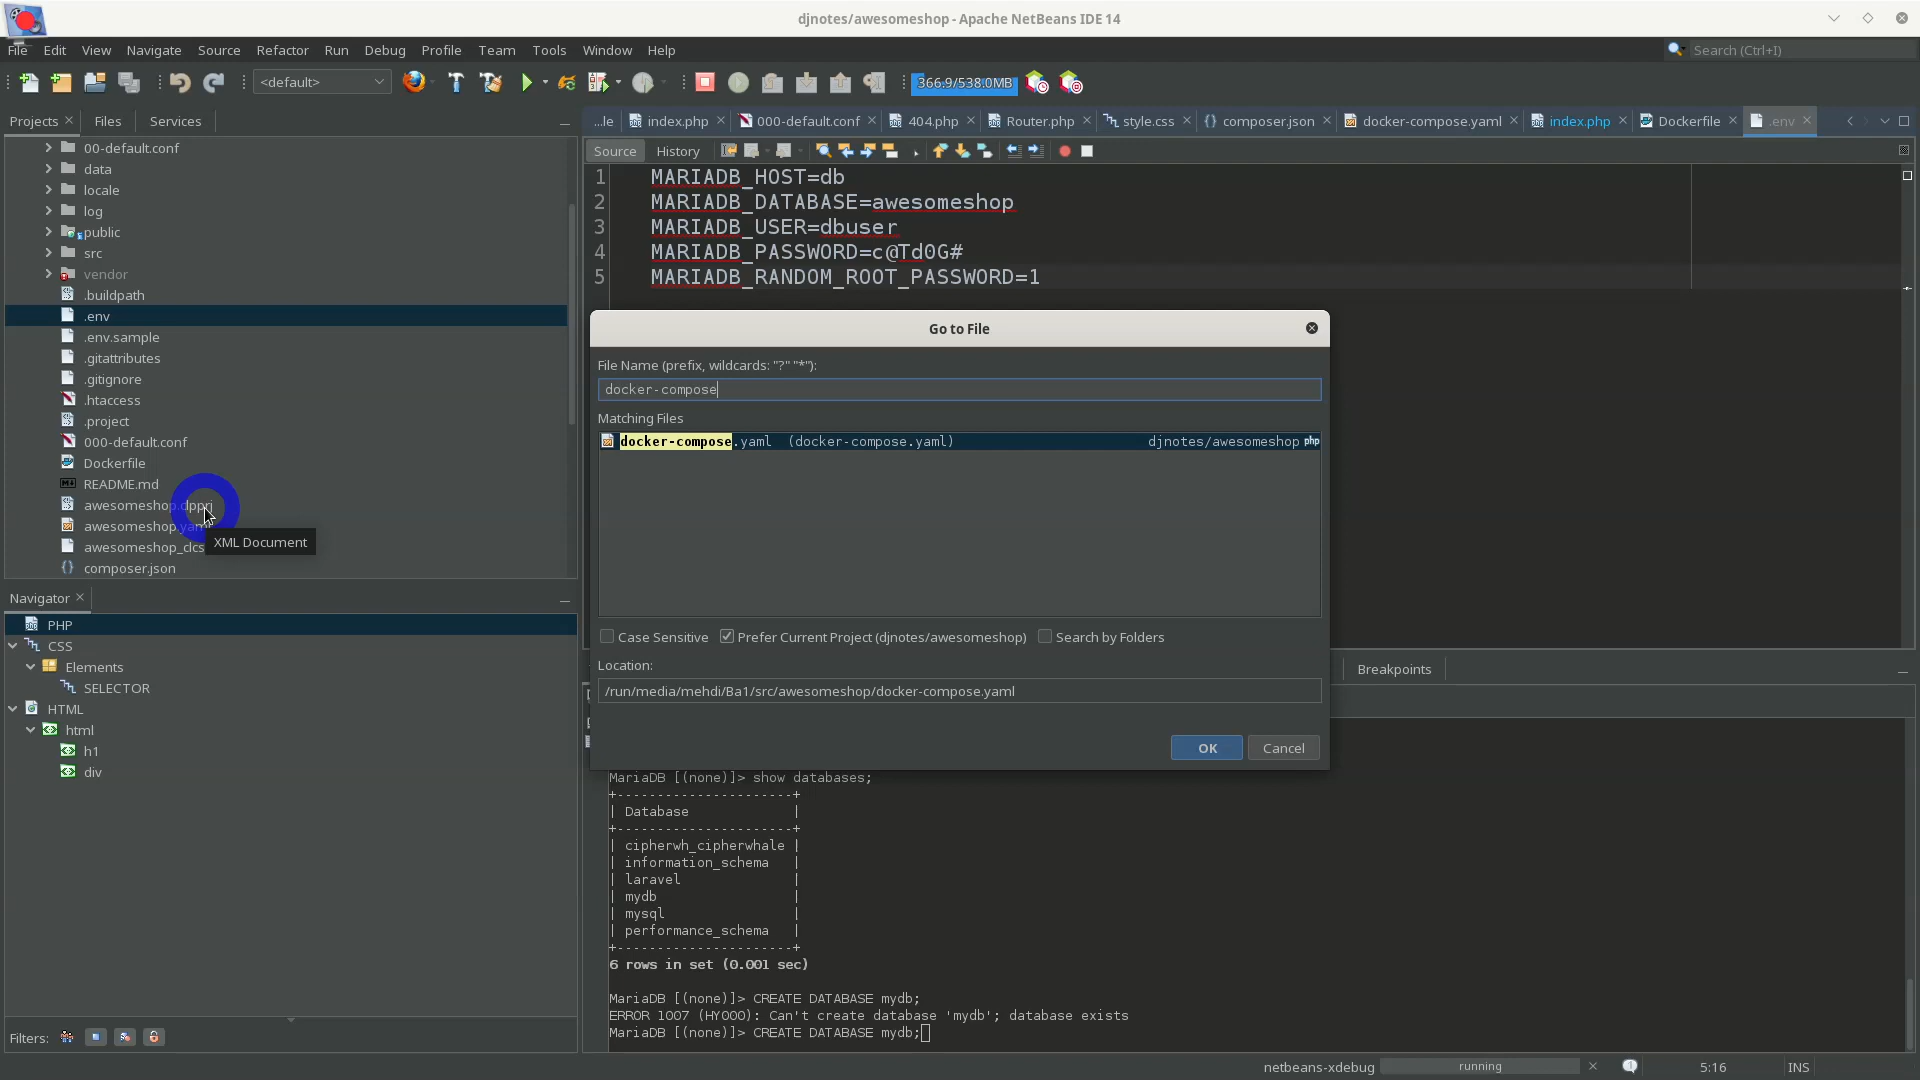 djnotes/awesomeshop - Apache NetBeans IDE 14
File Edit View Navigate Source Refactor Run Debug Profile Team Tools Window Help
Search (Ctrl+I)
<default>
366.9/538.0MB
Projects Files Services
...le index.php 000-default.conf 404.php Router.php style.css composer.json docker-compose.yaml index.php Dockerfile .env
Source History
00-default.conf
data
locale
log
public
src
vendor
.buildpath
.env
.env.sample
.gitattributes
.gitignore
.htaccess
.project
000-default.conf
Dockerfile
README.md
awesomeshop.dpprj
awesomeshop.yaml
awesomeshop_clcs
composer.json
XML Document
1 MARIADB_HOST=db
2 MARIADB_DATABASE=awesomeshop
3 MARIADB_USER=dbuser
4 MARIADB_PASSWORD=c@Td0G#
5 MARIADB_RANDOM_ROOT_PASSWORD=1
Go to File
File Name (prefix, wildcards: "?" "*"):
docker-compose
Matching Files
docker-compose.yaml (docker-compose.yaml) djnotes/awesomeshop php
Case Sensitive Prefer Current Project (djnotes/awesomeshop) Search by Folders
Location:
/run/media/mehdi/Ba1/src/awesomeshop/docker-compose.yaml
OK Cancel
Navigator
PHP
CSS
Elements
SELECTOR
HTML
html
h1
div
Filters:
Breakpoints
MariaDB [(none)]> show databases;
+---------------------+
| Database |
+---------------------+
| cipherwh_cipherwhale |
| information_schema |
| laravel |
| mydb |
| mysql |
| performance_schema |
+---------------------+
6 rows in set (0.001 sec)
MariaDB [(none)]> CREATE DATABASE mydb;
ERROR 1007 (HY000): Can't create database 'mydb'; database exists
MariaDB [(none)]> CREATE DATABASE mydb;
netbeans-xdebug running 5:16 INS